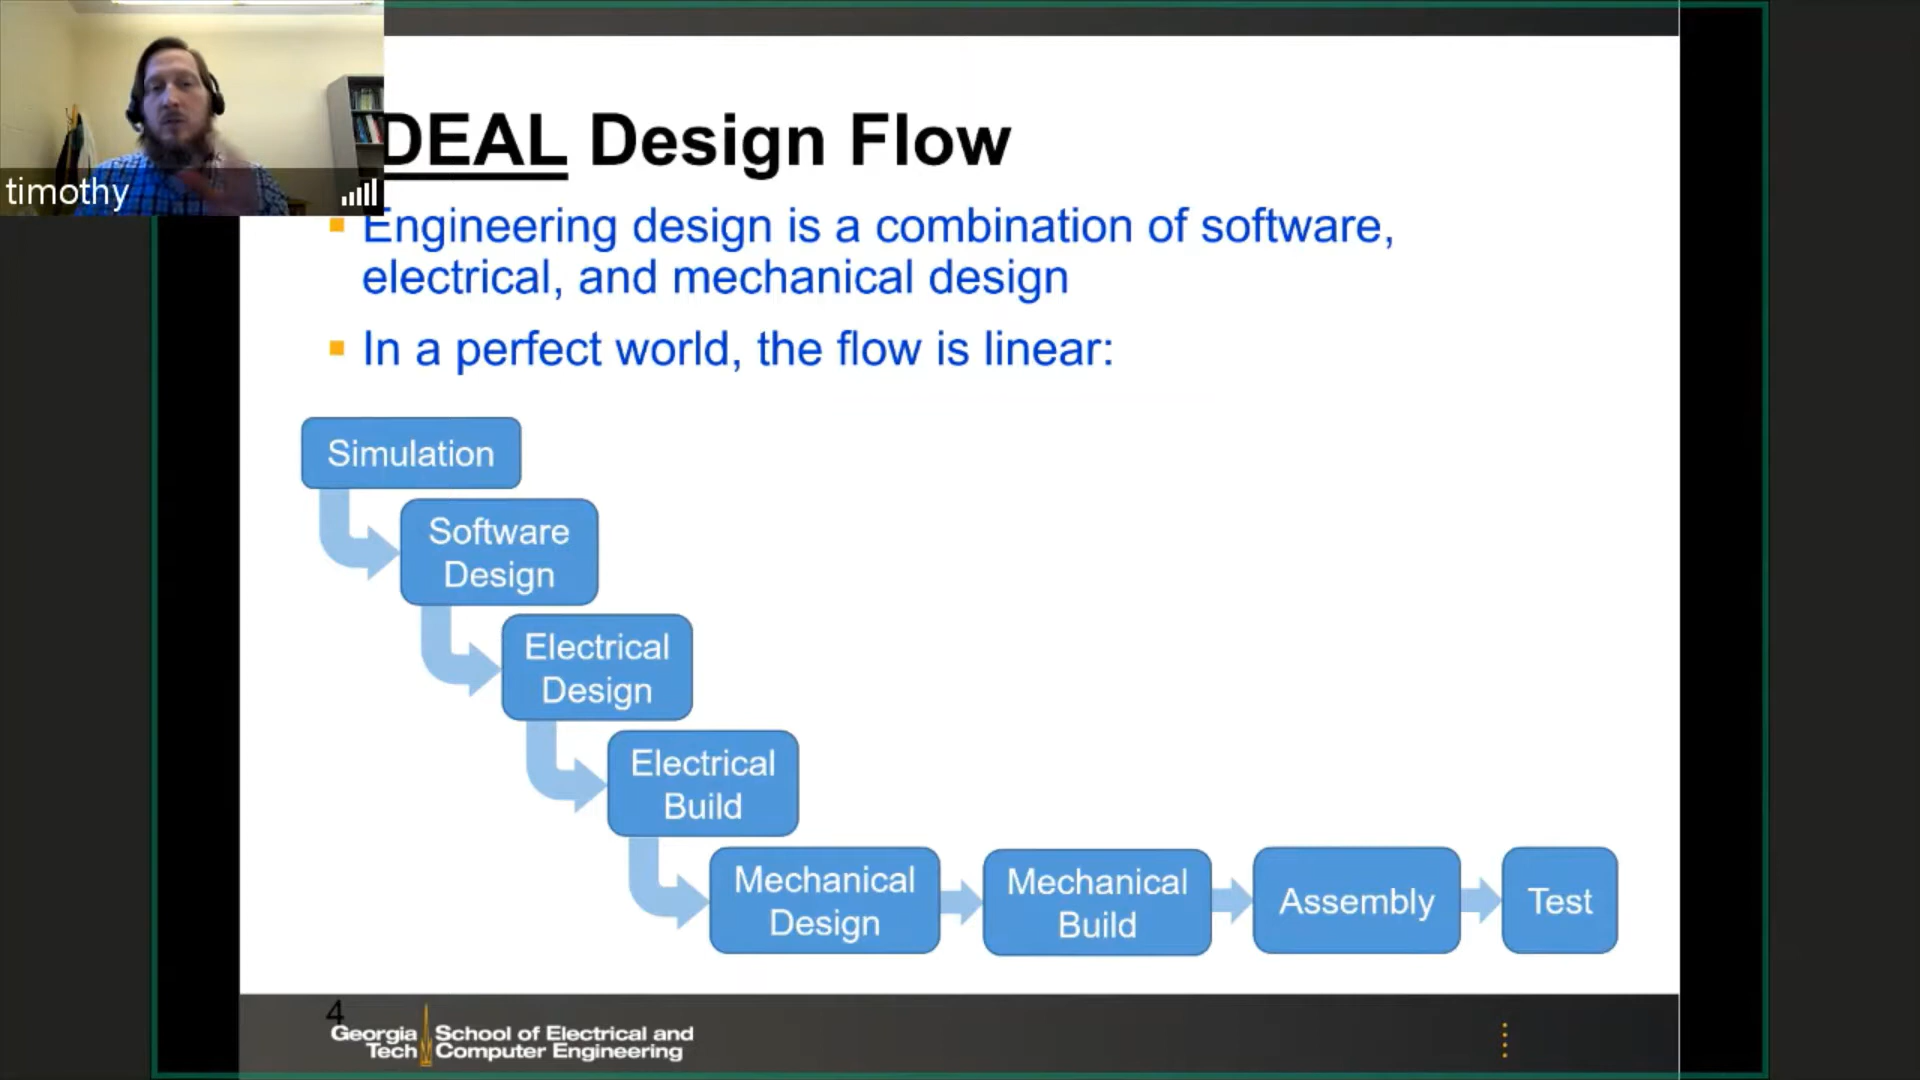 timothy
DEAL Design Flow
Engineering design is a combination of software,
electrical, and mechanical design
In a perfect world, the flow is linear:
Simulation
Software
Design
Electrical
Design
Electrical
Build
Mechanical
Design
Mechanical
Build
Assembly
Test
4
Georgia
Tech
School of Electrical and
Computer Engineering